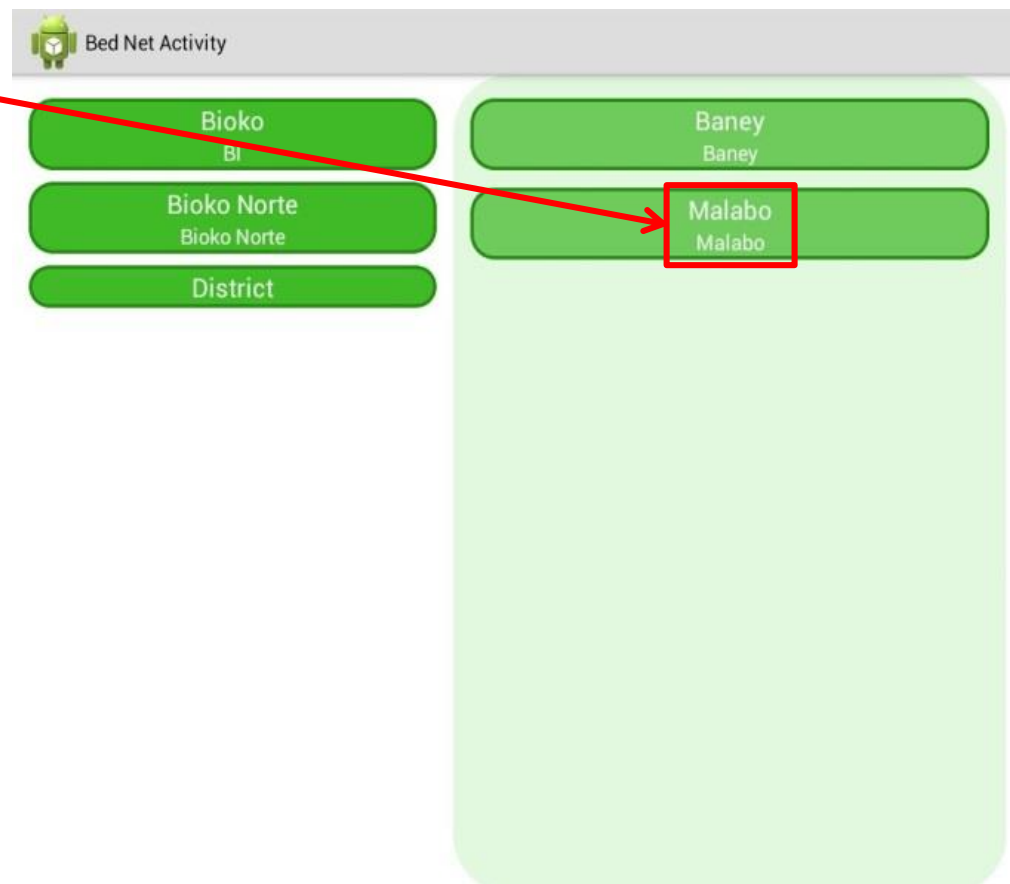 Bed Net Activity
Bioko
BI
Bioko Norte
Bioko Norte
District
Baney
Baney
Malabo
Malabo